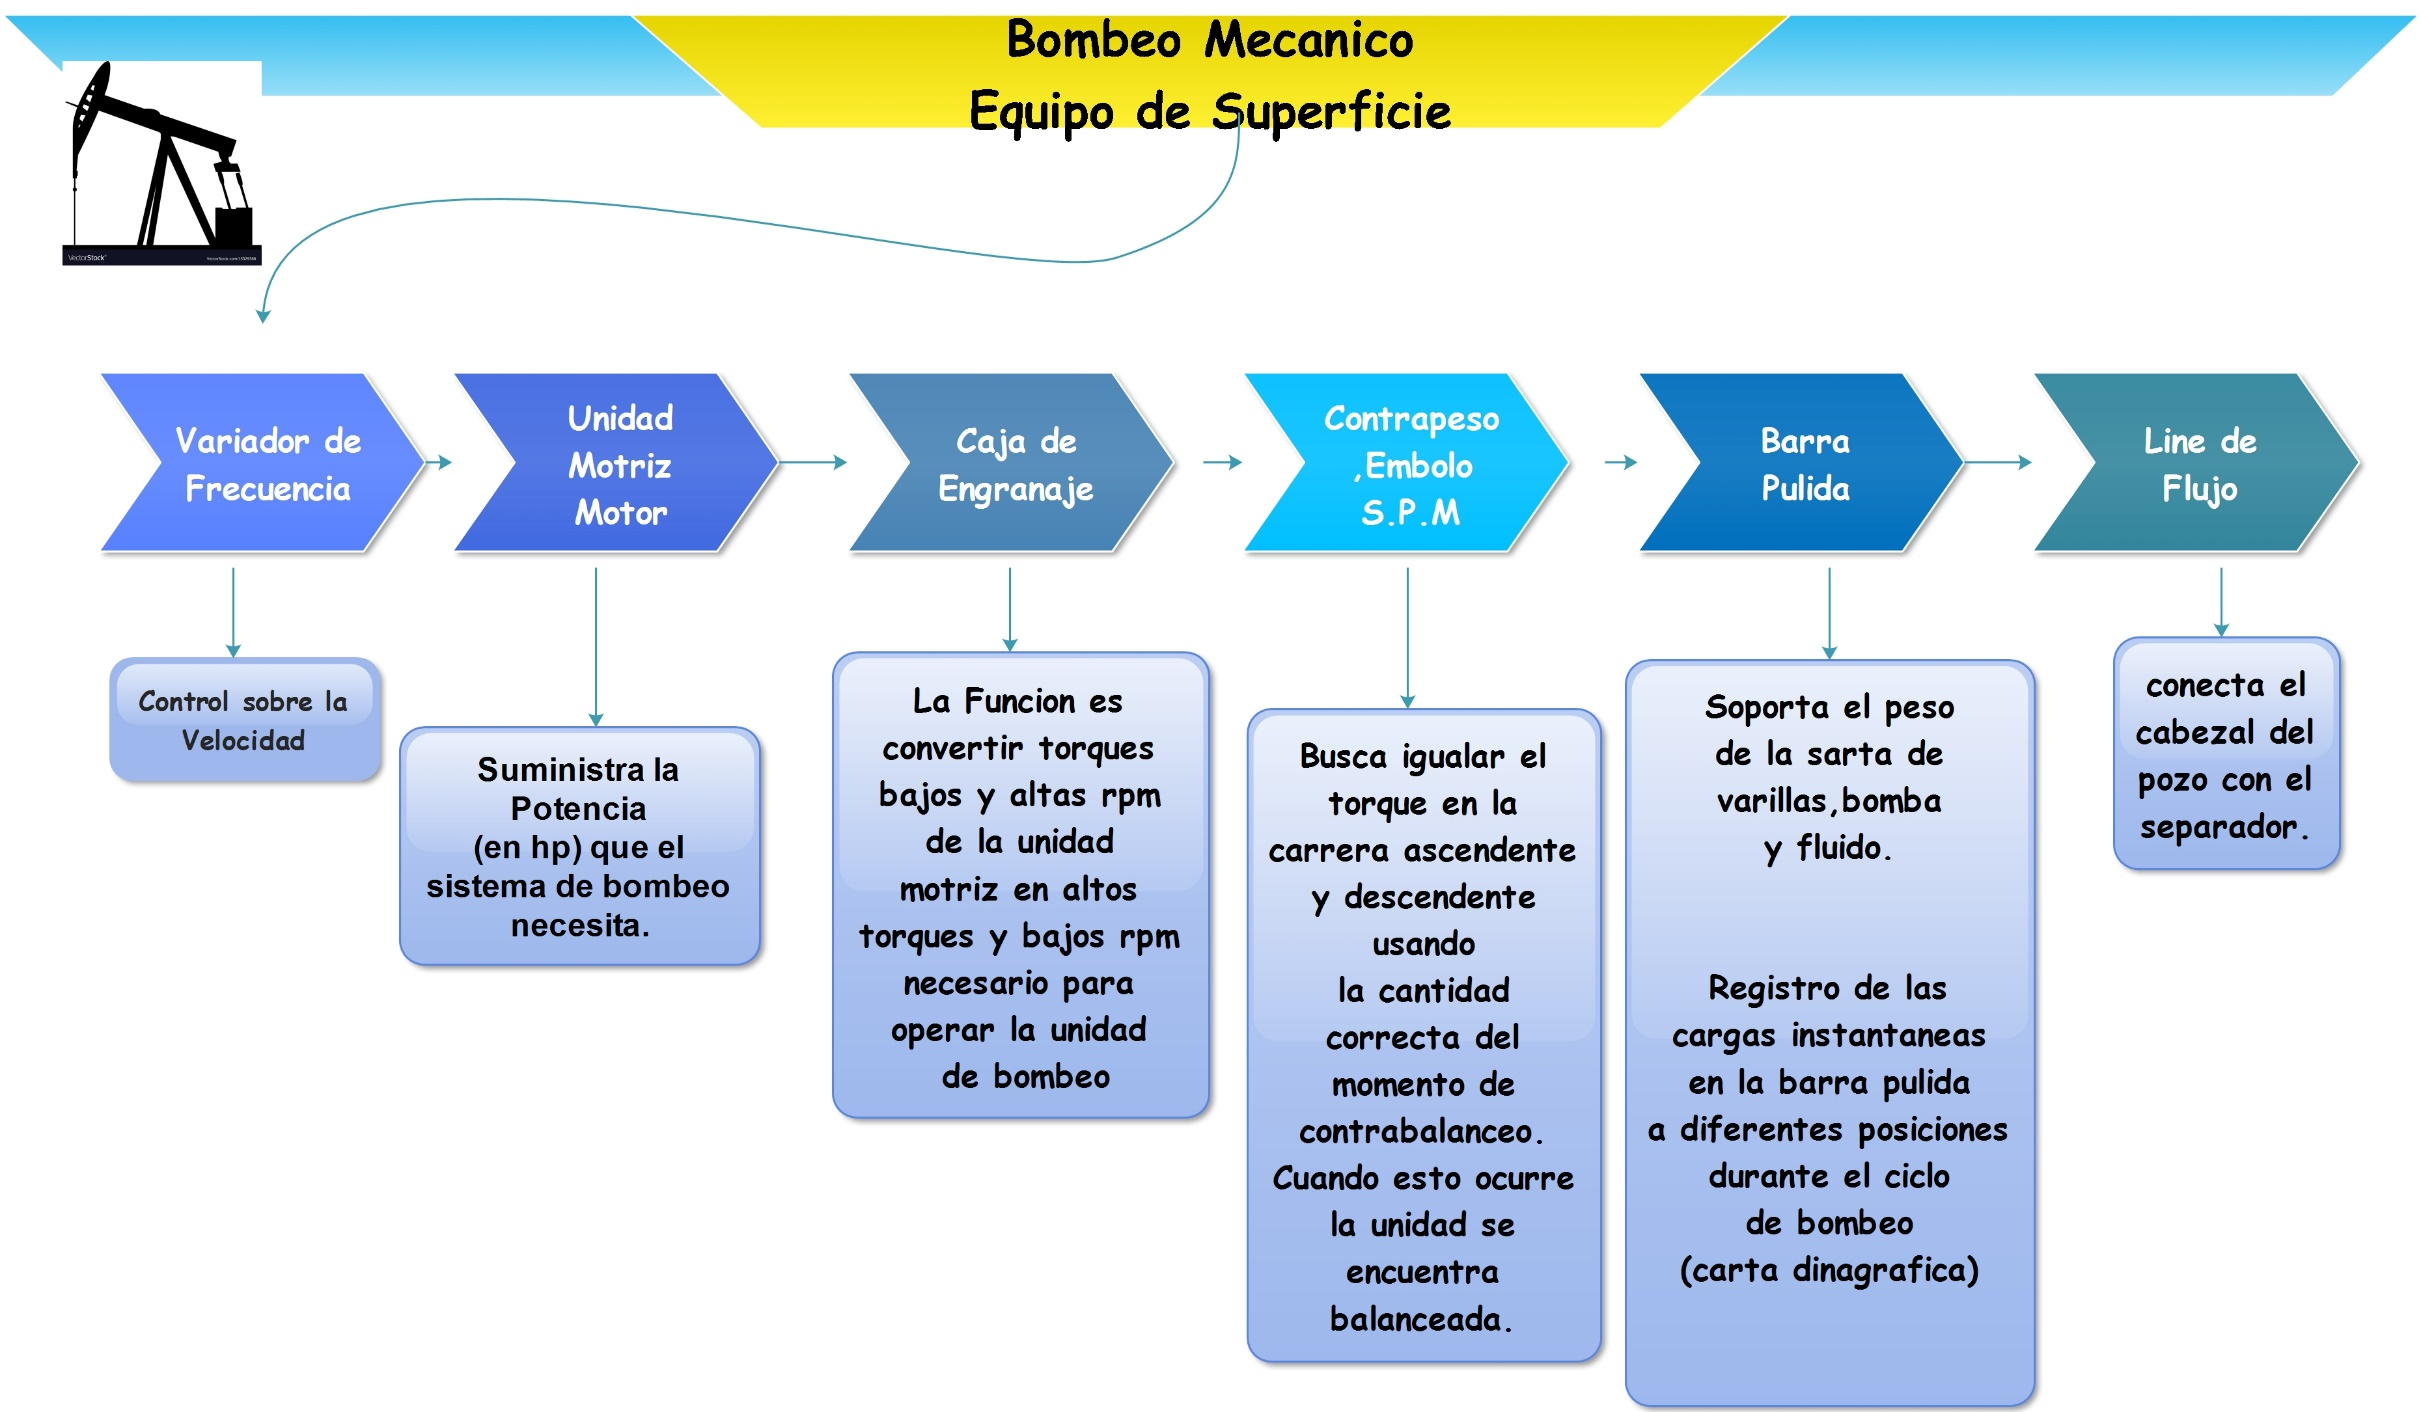 Bombeo Mecanico
Equipo de Superficie
VectorStock
Variador de
Frecuencia
Unidad
Motriz
Motor
Caja de
Engranaje
Contrapeso
,Embolo
S.P.M
Barra
Pulida
Line de
Flujo
Control sobre la
Velocidad
Suministra la
Potencia
(en hp) que el
sistema de bombeo
necesita.
La Funcion es
convertir torques
bajos y altas rpm
de la unidad
motriz en altos
torques y bajos rpm
necesario para
operar la unidad
de bombeo
Busca igualar el
torque en la
carrera ascendente
y descendente
usando
la cantidad
correcta del
momento de
contrabalanceo.
Cuando esto ocurre
la unidad se
encuentra
balanceada.
Soporta el peso
de la sarta de
varillas,bomba
y fluido.
Registro de las
cargas instantaneas
en la barra pulida
a diferentes posiciones
durante el ciclo
de bombeo
(carta dinagrafica)
conecta el
cabezal del
pozo con el
separador.